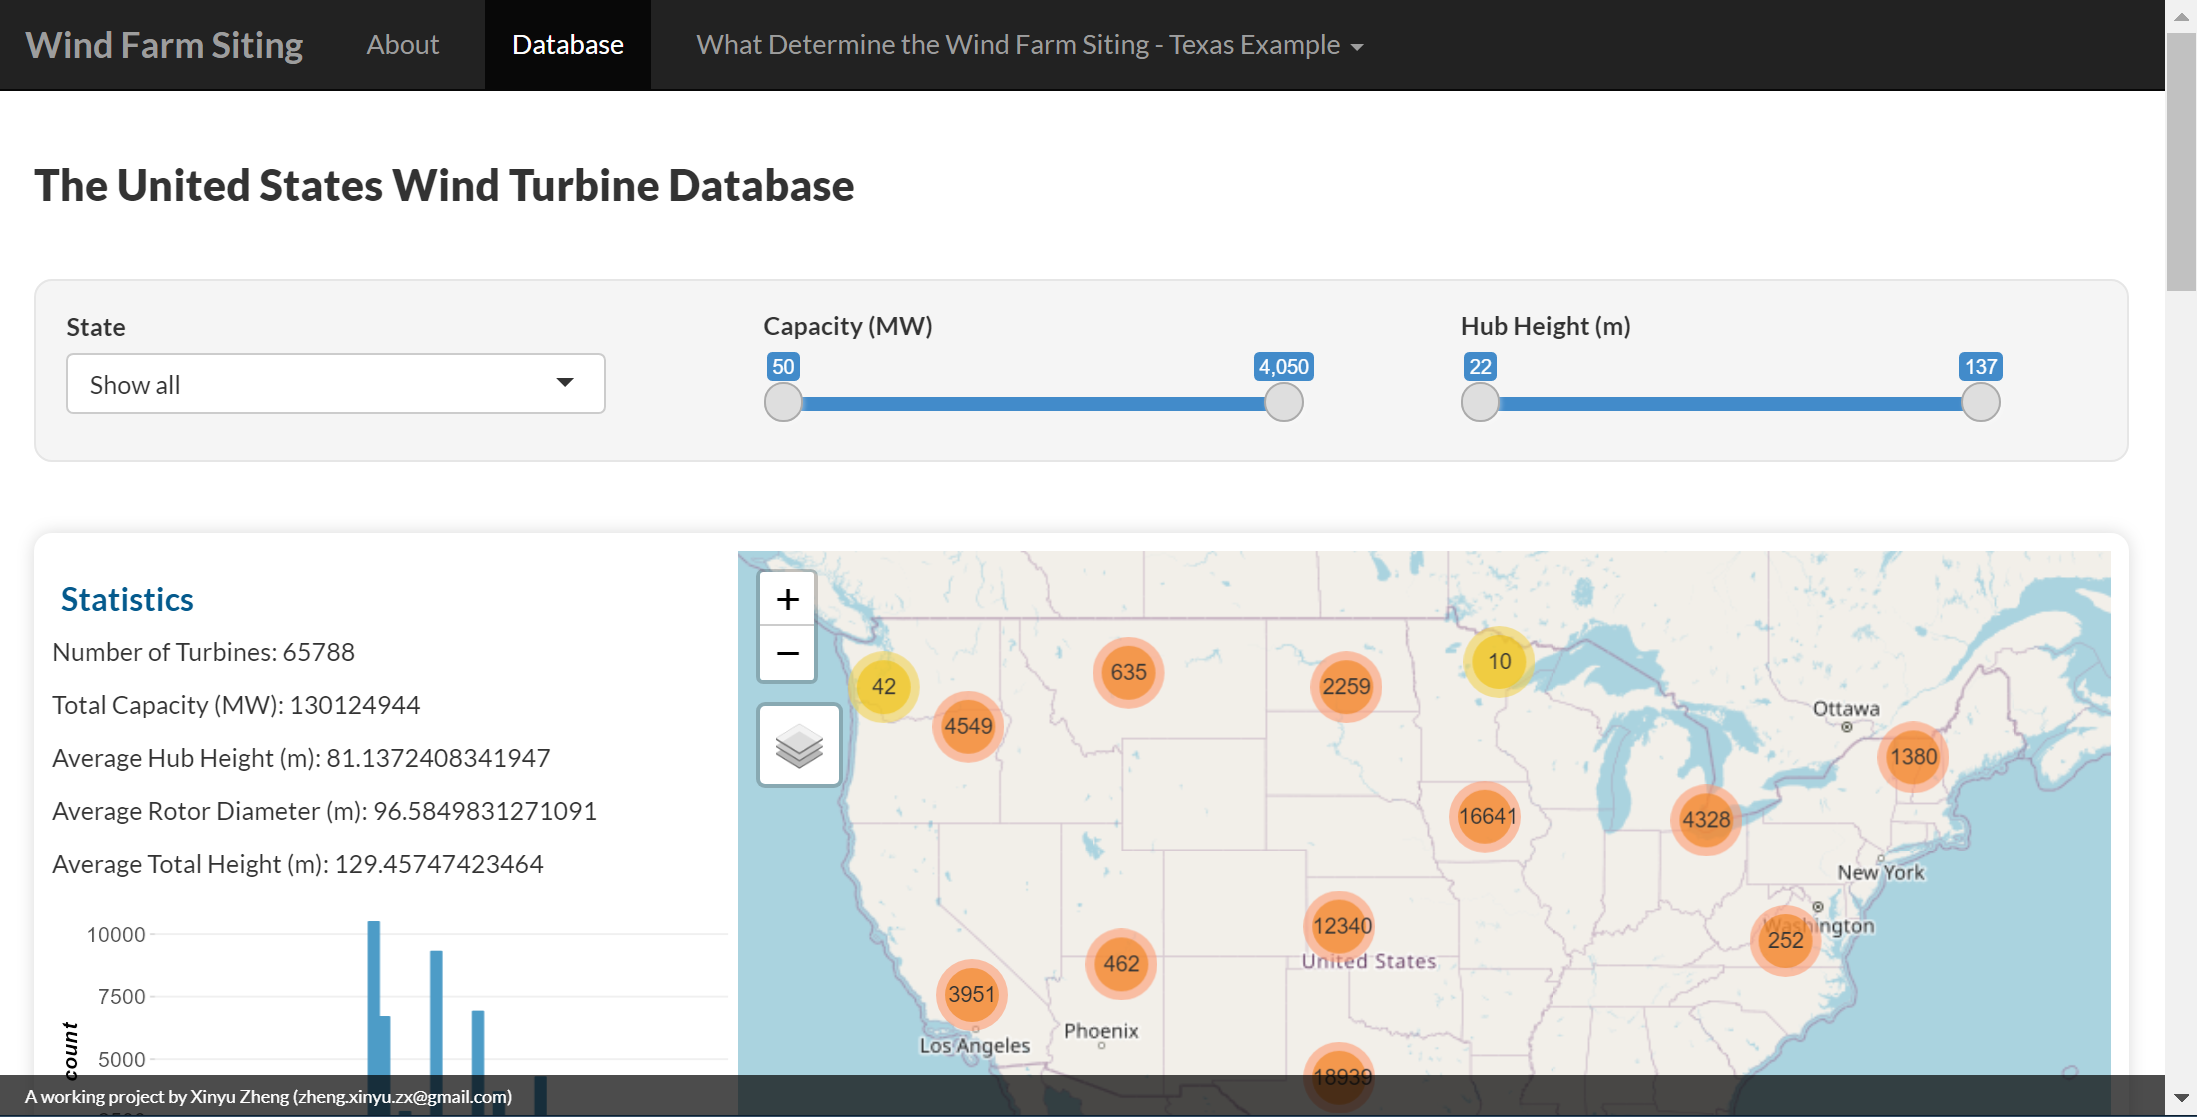 Wind Farm Siting
About
Database
What Determine the Wind Farm Siting - Texas Example
The United States Wind Turbine Database
State
Show all
Capacity (MW)
50
4,050
Hub Height (m)
22
137
Statistics
Number of Turbines: 65788
Total Capacity (MW): 130124944
Average Hub Height (m): 81.1372408341947
Average Rotor Diameter (m): 96.5849831271091
Average Total Height (m): 129.45747423464
10000
7500
5000
count
+
−
42
4549
635
2259
10
Ottawa
1380
16641
4328
New York
Washington
252
12340
United States
462
3951
Phoenix
Los Angeles
18939
A working project by Xinyu Zheng (zheng.xinyu.zx@gmail.com)